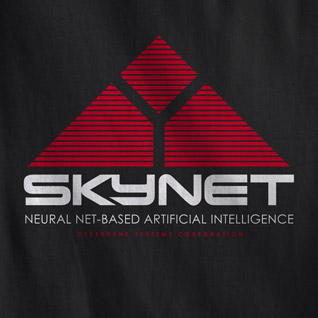 SKYNET
NEURAL NET-BASED ARTIFICIAL INTELLIGENCE
CYBERDYNE SYSTEMS CORPORATION